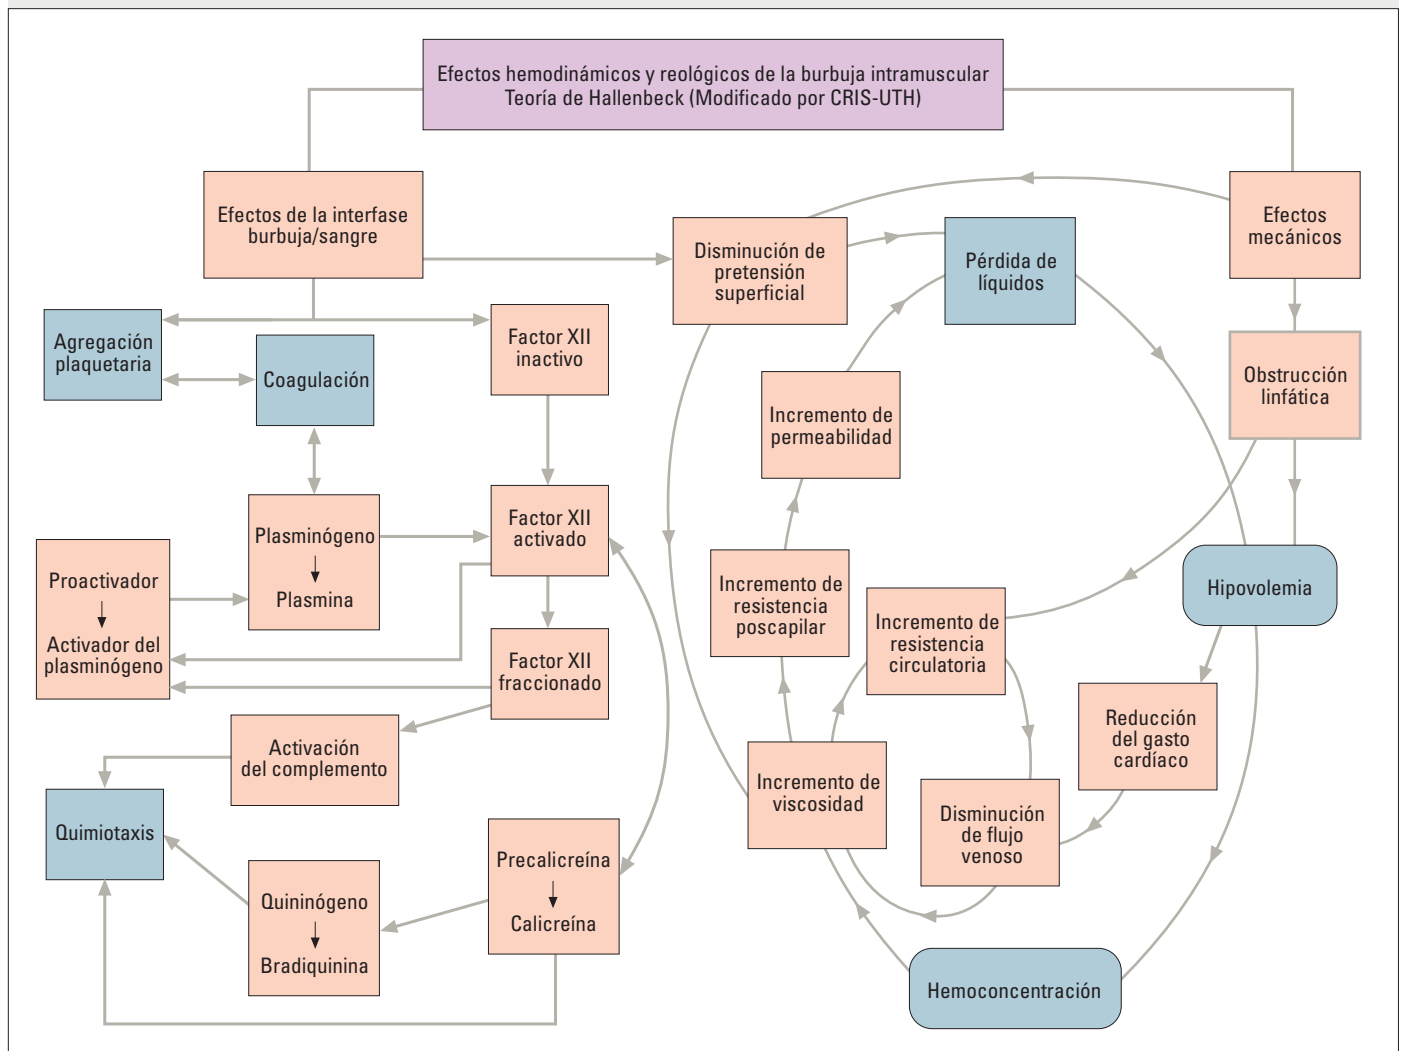 Efectos hemodinámicos y reológicos de la burbuja intramuscular
Teoría de Hallenbeck (Modificado por CRIS-UTH)
Efectos de la interfase
burbuja/sangre
Efectos
mecánicos
Disminución de
pretensión
superficial
Pérdida de
líquidos
Agregación
plaquetaria
Coagulación
Factor XII
inactivo
Obstrucción
linfática
Incremento de
permeabilidad
Plasminógeno
Plasmina
Factor XII
activado
Proactivador
Activador del
plasminógeno
Incremento de
resistencia
poscapilar
Incremento de
resistencia
circulatoria
Hipovolemia
Factor XII
fraccionado
Reducción
del gasto
cardíaco
Activación
del complemento
Incremento de
viscosidad
Disminución
de flujo
venoso
Quimiotaxis
Precalicreína
Calicreína
Quininógeno
Bradiquinina
Hemoconcentración